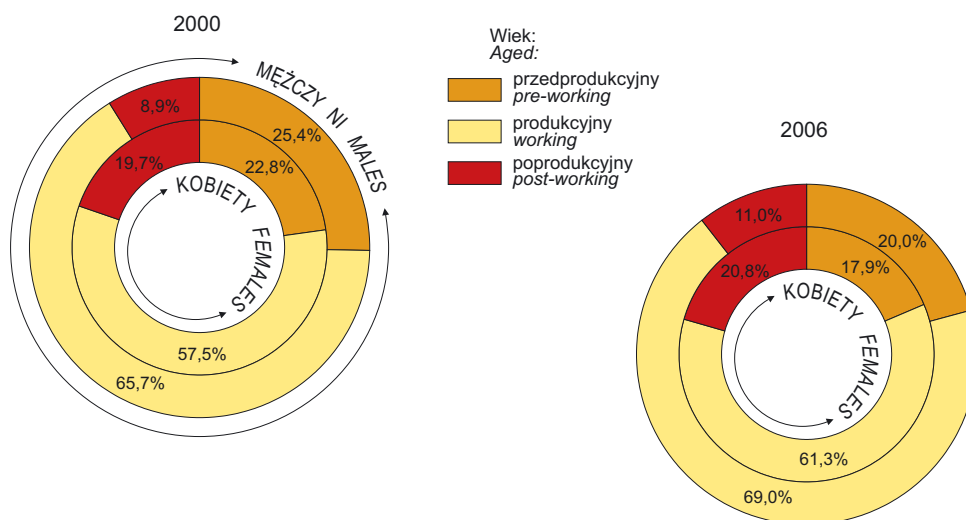 2000
MĘŻCZY NI MALES
8,9%
25,4%
19,7%
22,8%
KOBIETY FEMALES
57,5%
65,7%
Wiek:
Aged:
przedprodukcyjny
pre-working
produkcyjny
working
poprodukcyjny
post-working
2006
11,0%
20,0%
20,8%
17,9%
KOBIETY FEMALES
61,3%
69,0%